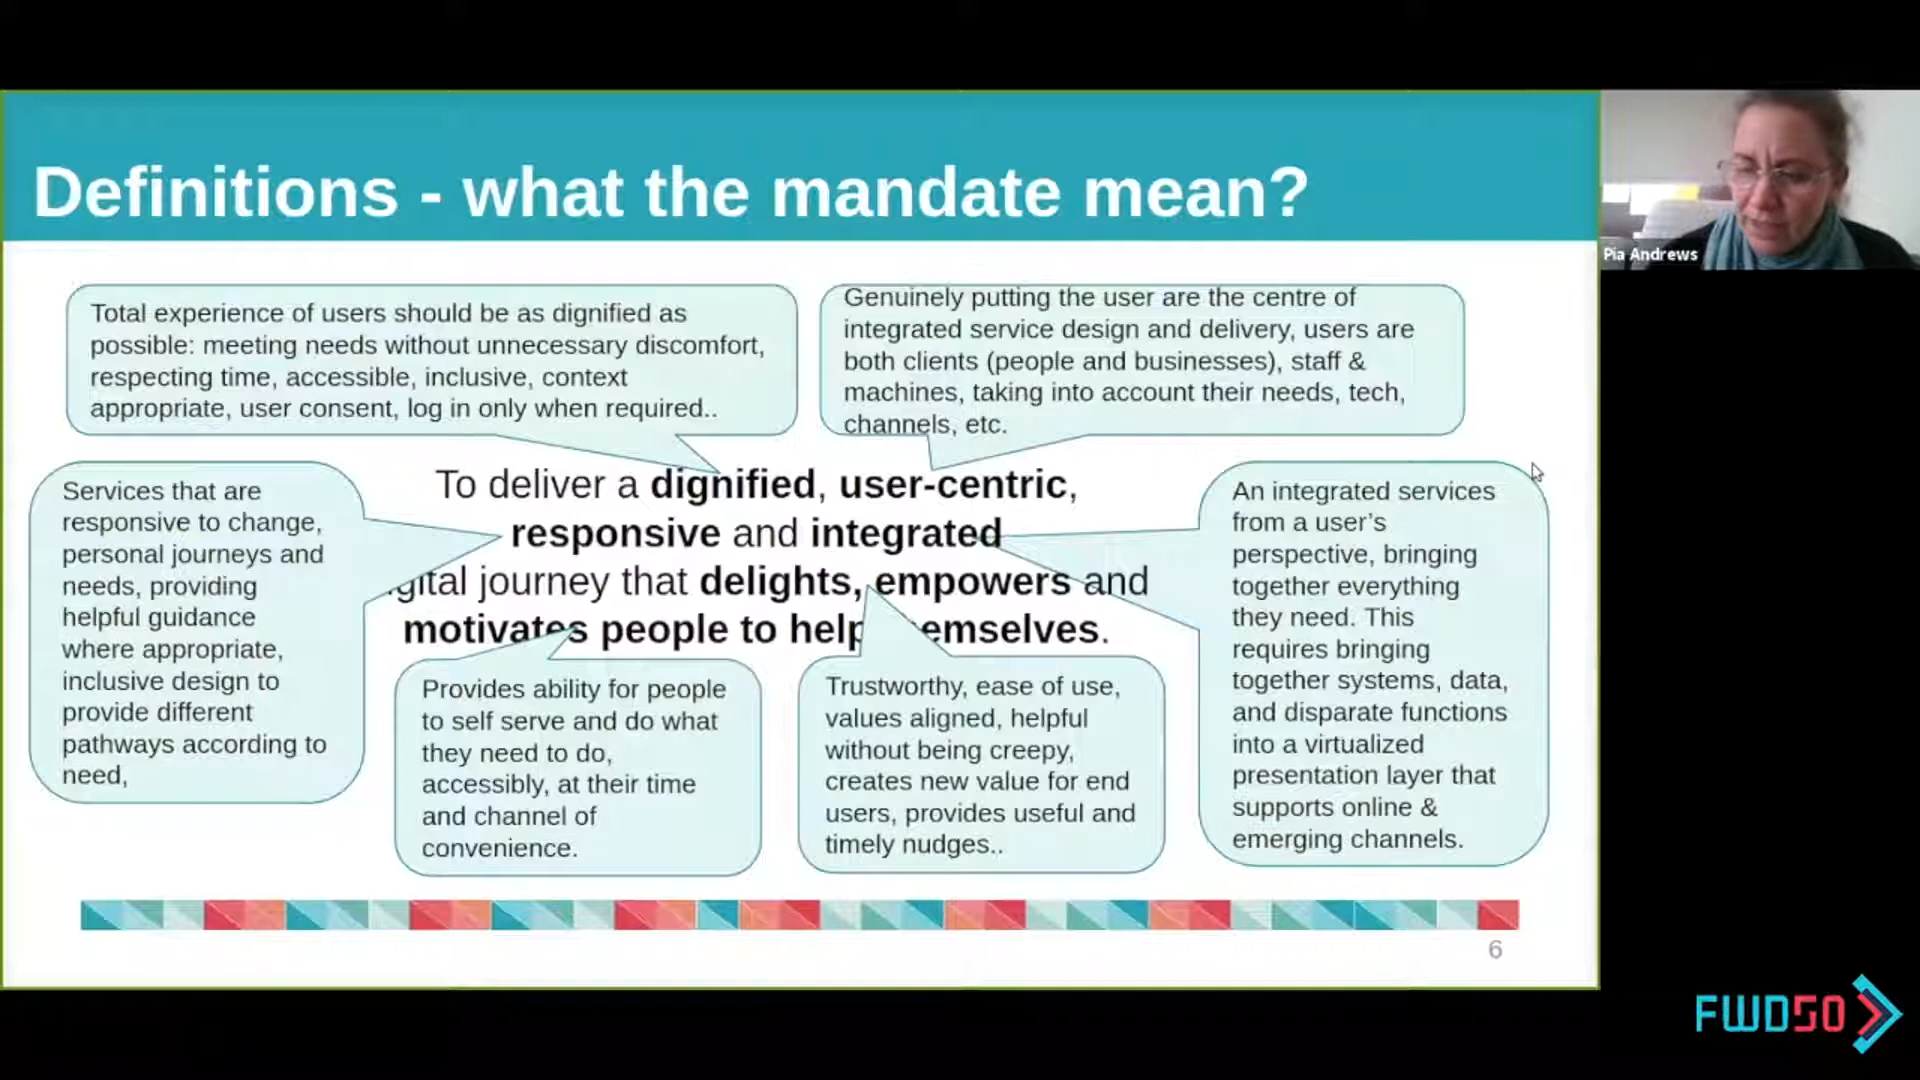 Definitions - what the mandate mean?
Pia Andrews
Total experience of users should be as dignified as
possible: meeting needs without unnecessary discomfort,
respecting time, accessible, inclusive, context
appropriate, user consent, log in only when required..
Genuinely putting the user are the centre of
integrated service design and delivery, users are
both clients (people and businesses), staff &
machines, taking into account their needs, tech,
channels, etc.
To deliver a dignified, user-centric,
responsive and integrated
gital journey that delights, empowers and
motivates people to help emselves.
Services that are
responsive to change,
personal journeys and
needs, providing
helpful guidance
where appropriate,
inclusive design to
provide different
pathways according to
need,
Provides ability for people
to self serve and do what
they need to do,
accessibly, at their time
and channel of
convenience.
Trustworthy, ease of use,
values aligned, helpful
without being creepy,
creates new value for end
users, provides useful and
timely nudges..
An integrated services
from a user’s
perspective, bringing
together everything
they need. This
requires bringing
together systems, data,
and disparate functions
into a virtualized
presentation layer that
supports online &
emerging channels.
6
FWD50